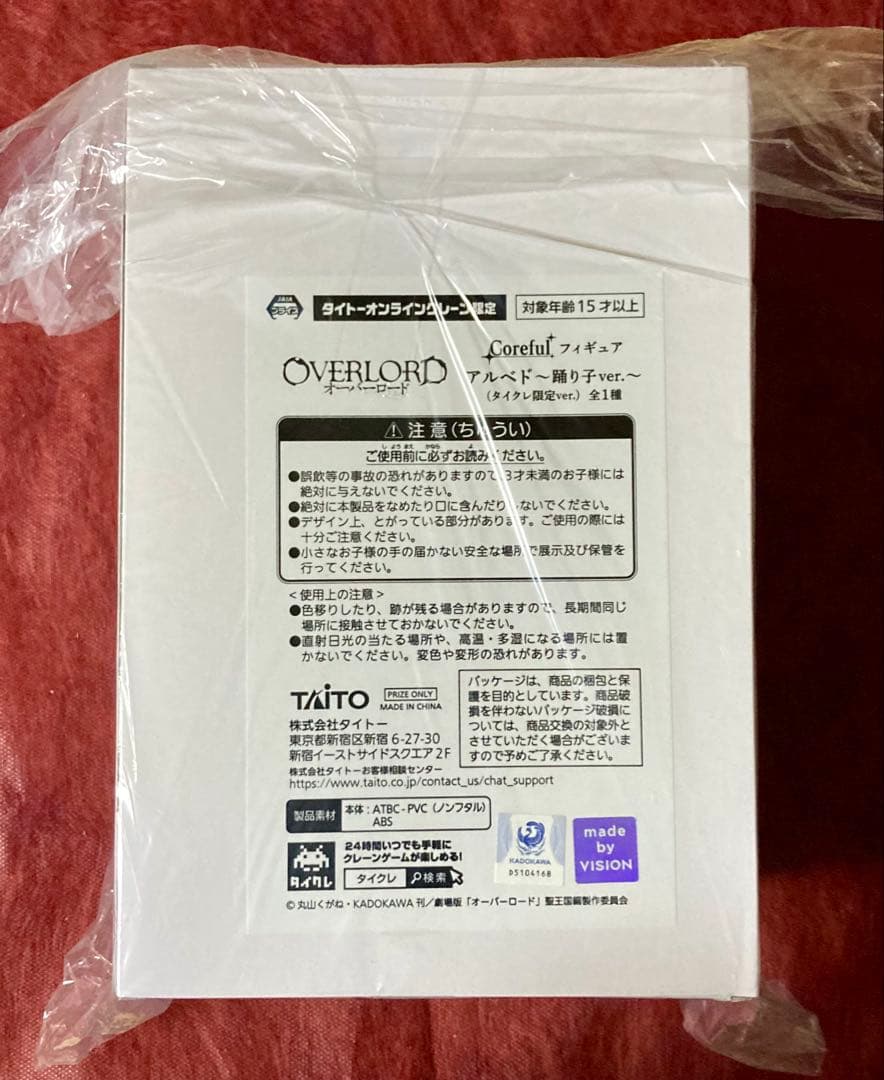 JAIA
プライズ
タイトーオンラインクレーン限定
対象年齢15才以上
OVERLORD
オーバーロード
Coreful フィギュア
アルベド～踊り子ver.～
(タイクレ限定ver.) 全1種
⚠注意(ちゅうい)
ご使用前に必ずお読みください。
●誤飲等の事故の恐れがありますので、3才未満のお子様には
絶対に与えないでください。
●絶対に本製品をなめたり口に含んだりしないでください。
●デザイン上、とがっている部分があります。ご使用の際には
十分ご注意ください。
●小さなお子様の手の届かない安全な場所で展示及び保管を
行ってください。
<使用上の注意>
●色移りしたり、跡が残る場合がありますので、長期間同じ
場所に接触させておかないでください。
●直射日光の当たる場所や、高温・多湿になる場所には置
かないでください。変色や変形の恐れがあります。
TAITO
PRIZE ONLY
MADE IN CHINA
株式会社タイトー
東京都新宿区新宿6-27-30
新宿イーストサイドスクエア2F
株式会社タイトーお客様相談センター
https://www.taito.co.jp/contact_us/chat_support
パッケージは、商品の梱包と保
護を目的としています。商品破
損を伴わないパッケージ破損に
ついては、商品交換の対象外と
させていただく場合がございま
すので予めご了承ください。
製品素材
本体:ATBC-PVC(ノンフタル)
ABS
タイクレ
24時間いつでも手軽に
クレーンゲームが楽しめる!
タイクレ 検索
KADOKAWA
D5104168
made
by
VISION
©丸山くがね・KADOKAWA刊/劇場版「オーバーロード」聖王国編製作委員会